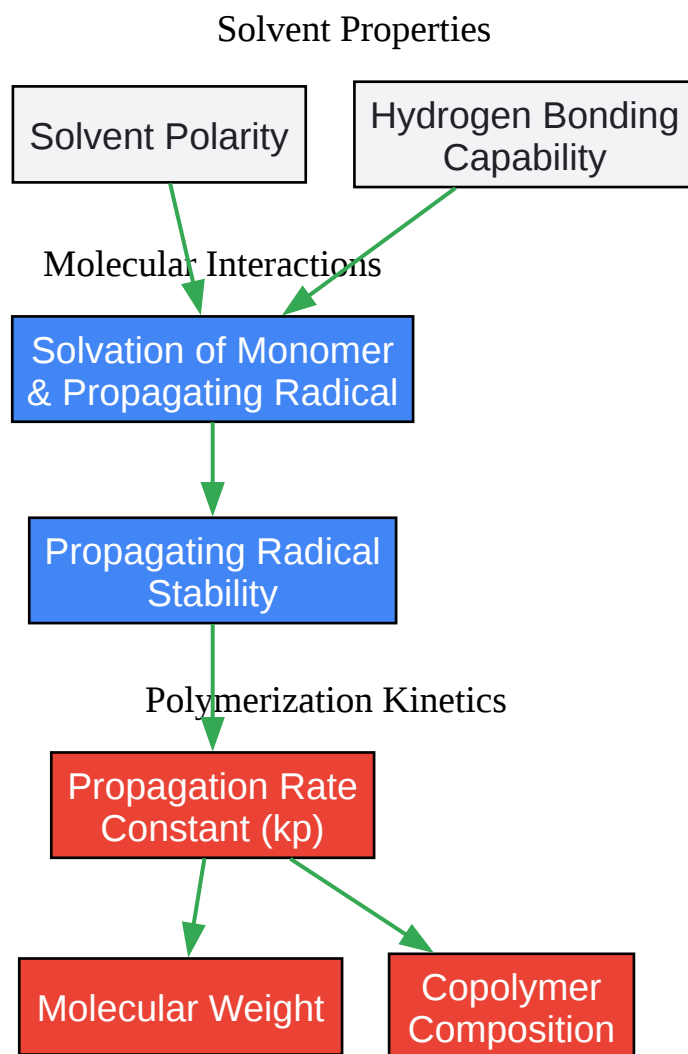 Solvent Properties
Solvent Polarity
Hydrogen Bonding
Capability
Molecular Interactions
Solvation of Monomer
& Propagating Radical
Propagating Radical
Stability
Polymerization Kinetics
Propagation Rate
Constant (kp)
Molecular Weight
Copolymer
Composition